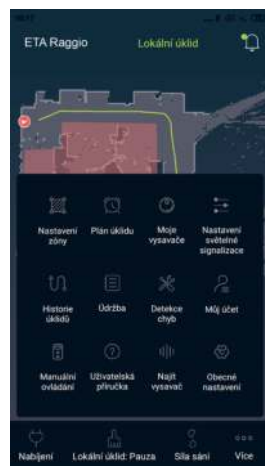 ETA Raggio
Lokální úklid
Nastavení
zóny
Plán úklidu
Moje
vysavače
Nastavení
světelné
signalizace
Historie
úklidů
Údržba
Detekce
chyb
Můj účet
Manuální
ovládání
Uživatelská
příručka
Najít
vysavač
Obecné
nastavení
Nabíjení
Lokální úklid: Pauza
Síla sání
Více